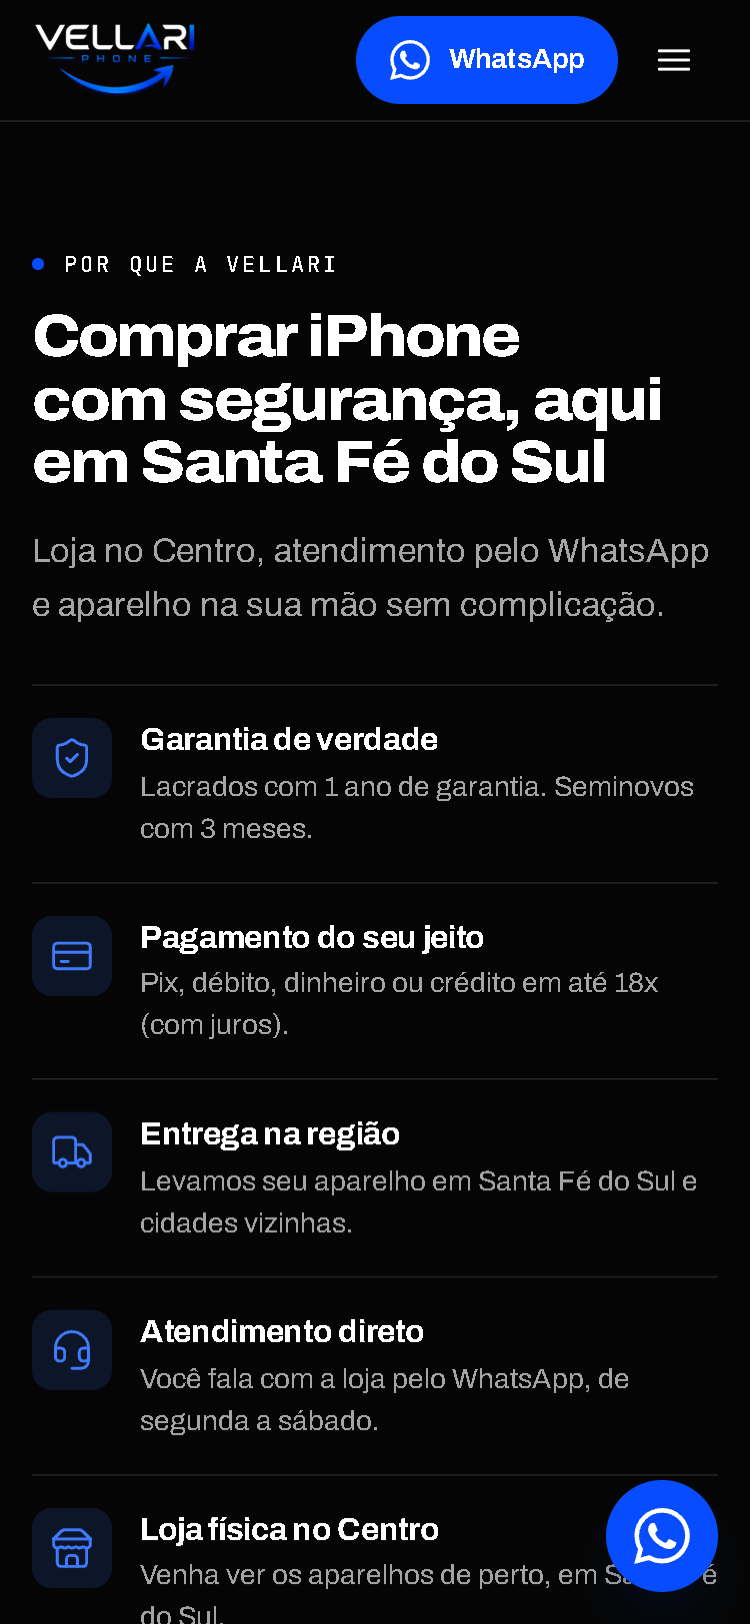 VELLARI
PHONE
WhatsApp
POR QUE A VELLARI
Comprar iPhone
com segurança, aqui
em Santa Fé do Sul
Loja no Centro, atendimento pelo WhatsApp
e aparelho na sua mão sem complicação.
Garantia de verdade
Lacrados com 1 ano de garantia. Seminovos
com 3 meses.
Pagamento do seu jeito
Pix, débito, dinheiro ou crédito em até 18x
(com juros).
Entrega na região
Levamos seu aparelho em Santa Fé do Sul e
cidades vizinhas.
Atendimento direto
Você fala com a loja pelo WhatsApp, de
segunda a sábado.
Loja física no Centro
Venha ver os aparelhos de perto, em
do Sul.